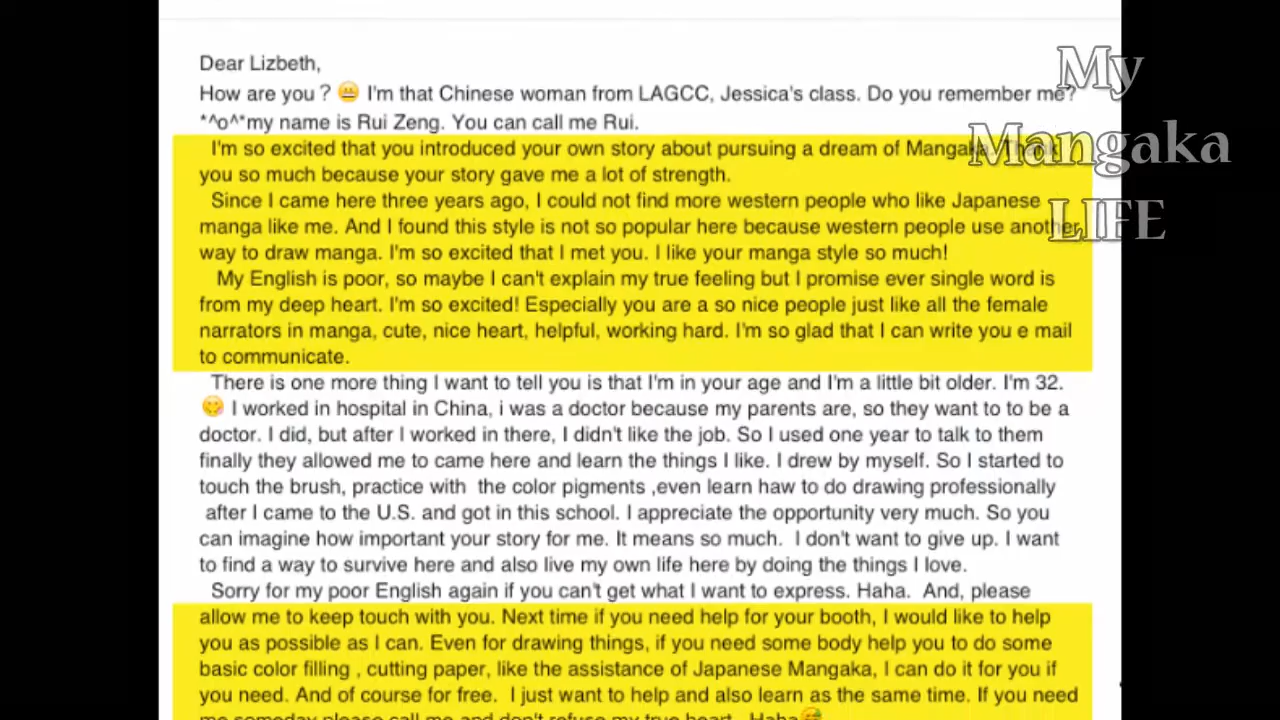 Dear Lizbeth,
How are you ? 😀 I'm that Chinese woman from LAGCC, Jessica's class. Do you remember me?
*^o^*my name is Rui Zeng. You can call me Rui.
I'm so excited that you introduced your own story about pursuing a dream of Mangaka. Thank
you so much because your story gave me a lot of strength.
Since I came here three years ago, I could not find more western people who like Japanese
manga like me. And I found this style is not so popular here because western people use another
way to draw manga. I'm so excited that I met you. I like your manga style so much!
My English is poor, so maybe I can't explain my true feeling but I promise ever single word is
from my deep heart. I'm so excited! Especially you are a so nice people just like all the female
narrators in manga, cute, nice heart, helpful, working hard. I'm so glad that I can write you e mail
to communicate.
There is one more thing I want to tell you is that I'm in your age and I'm a little bit older. I'm 32.
😋 I worked in hospital in China, i was a doctor because my parents are, so they want to to be a
doctor. I did, but after I worked in there, I didn't like the job. So I used one year to talk to them
finally they allowed me to came here and learn the things I like. I drew by myself. So I started to
touch the brush, practice with the color pigments ,even learn haw to do drawing professionally
after I came to the U.S. and got in this school. I appreciate the opportunity very much. So you
can imagine how important your story for me. It means so much. I don't want to give up. I want
to find a way to survive here and also live my own life here by doing the things I love.
Sorry for my poor English again if you can't get what I want to express. Haha. And, please
allow me to keep touch with you. Next time if you need help for your booth, I would like to help
you as possible as I can. Even for drawing things, if you need some body help you to do some
basic color filling , cutting paper, like the assistance of Japanese Mangaka, I can do it for you if
you need. And of course for free. I just want to help and also learn as the same time. If you need
me someday please call me and don't refuse my true heart. Haha
My
Mangaka
LIFE